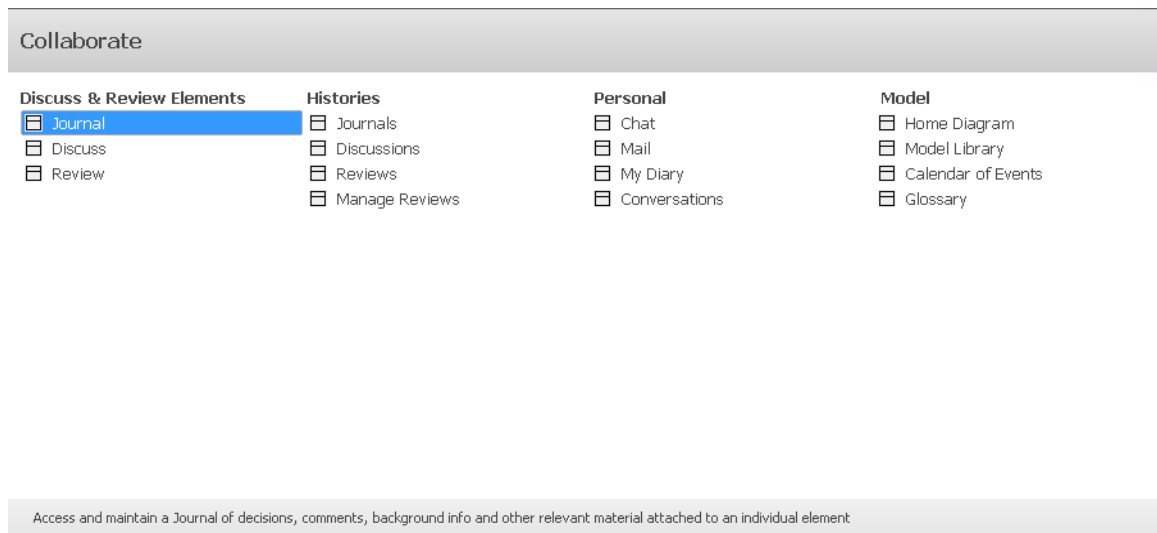 Collaborate
Discuss & Review Elements
Journal
Discuss
Review
Histories
Journals
Discussions
Reviews
Manage Reviews
Personal
Chat
Mail
My Diary
Conversations
Model
Home Diagram
Model Library
Calendar of Events
Glossary
Access and maintain a Journal of decisions, comments, background info and other relevant material attached to an individual element